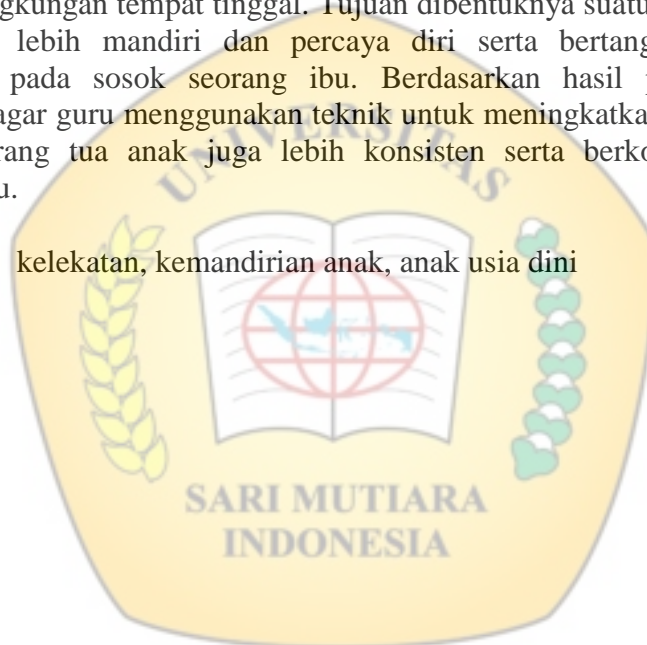 gkungan tempat tinggal. Tujuan dibentuknya suatu
lebih mandiri dan percaya diri serta bertang
pada sosok seorang ibu. Berdasarkan hasil
agar guru menggunakan teknik untuk meningkatka
rang tua anak juga lebih konsisten serta berko
u.
UNIVERSITAS
kelekatan, kemandirian anak, anak usia dini
SARI MUTIARA
INDONESIA